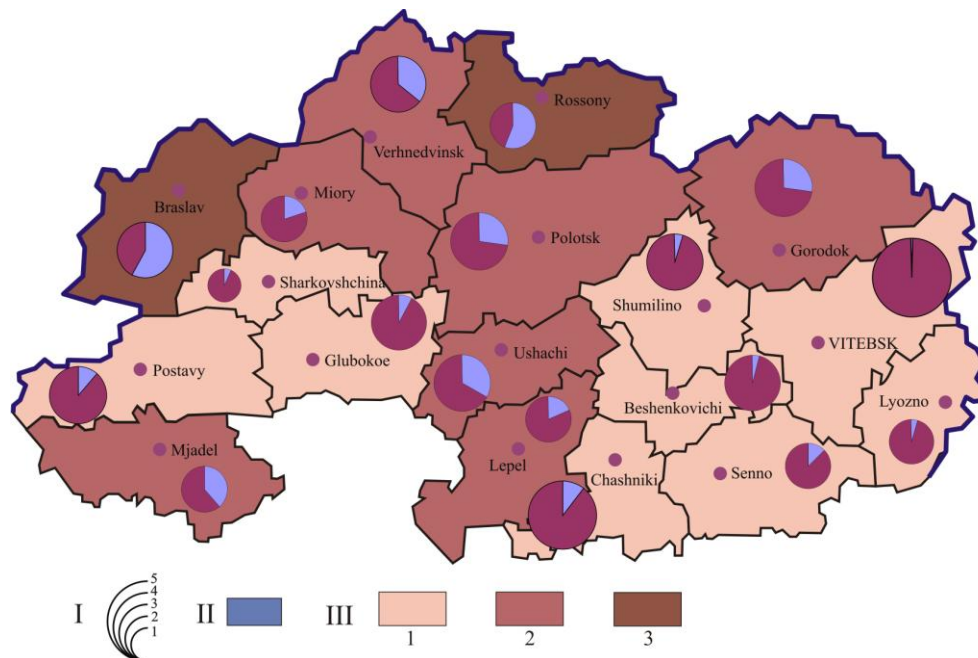 Rossony
Verhnedvinsk
Braslav
Miory
Polotsk
Gorodok
Sharkovshchina
Shumilino
Glubokoe
Ushachi
VITEBSK
Postavy
Beshenkovichi
Lyozno
Mjadel
Lepel
Chashniki
Senno
I
5
4
3
2
1
II
III
1
2
3